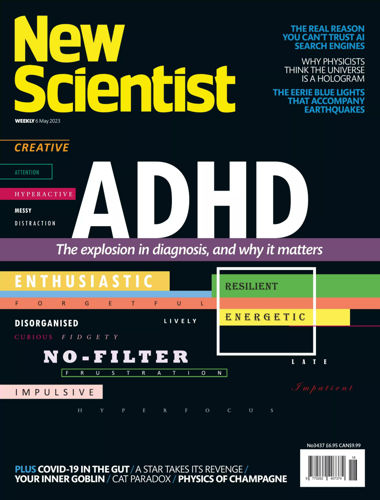 New
Scientist
WEEKLY 6 May 2023
THE REAL REASON
YOU CAN'T TRUST AI
SEARCH ENGINES
WHY PHYSICISTS
THINK THE UNIVERSE
IS A HOLOGRAM
THE EERIE BLUE LIGHTS
THAT ACCOMPANY
EARTHQUAKES
CREATIVE
ATTENTION
HYPERACTIVE
MESSY
DISTRACTION
ADHD
The explosion in diagnosis, and why it matters
ENTHUSIASTIC
RESILIENT
FORGETFUL
ENERGETIC
DISORGANISED
LIVELY
CURIOUS FIDGETY
NO-FILTER
LATE
FRUSTRATION
IMPULSIVE
Impatient
HYPERFOCUS
No3437 £6.95 CAN$9.99
PLUS COVID-19 IN THE GUT / A STAR TAKES ITS REVENGE /
YOUR INNER GOBLIN / CAT PARADOX / PHYSICS OF CHAMPAGNE